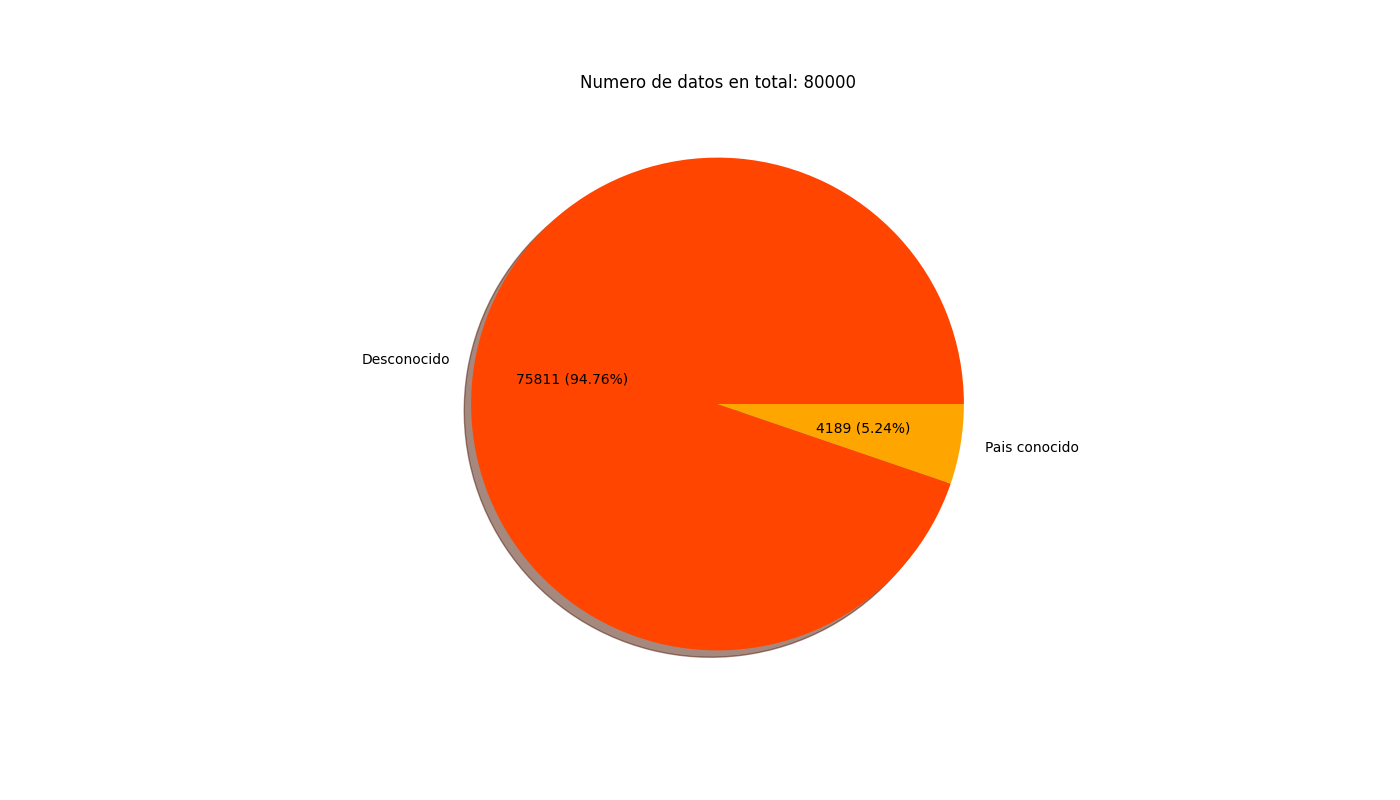 Numero de datos en total: 80000
Desconocido
75811 (94.76%)
4189 (5.24%)
Pais conocido